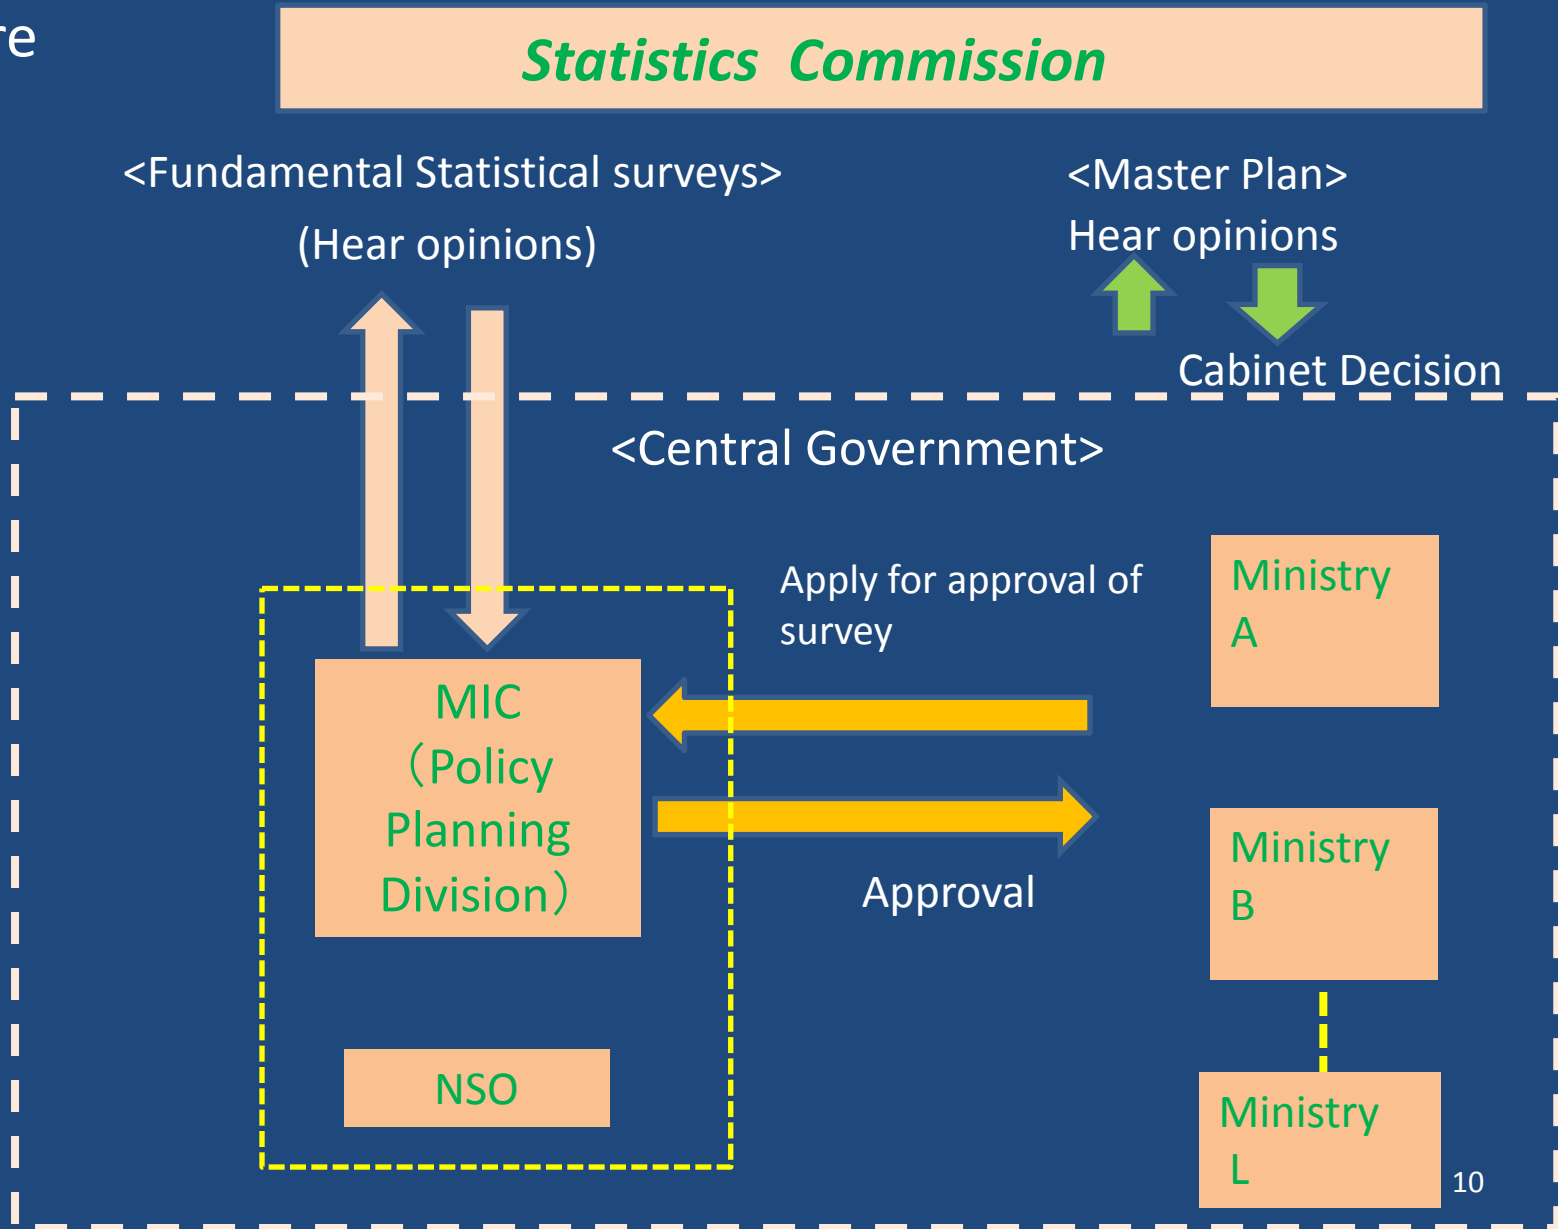 re
Statistics Commission
<Fundamental Statistical surveys>
(Hear opinions)
<Master Plan>
Hear opinions
Cabinet Decision
<Central Government>
Apply for approval of
survey
Ministry
A
MIC
（Policy
Planning
Division）
Approval
Ministry
B
NSO
Ministry
L
10